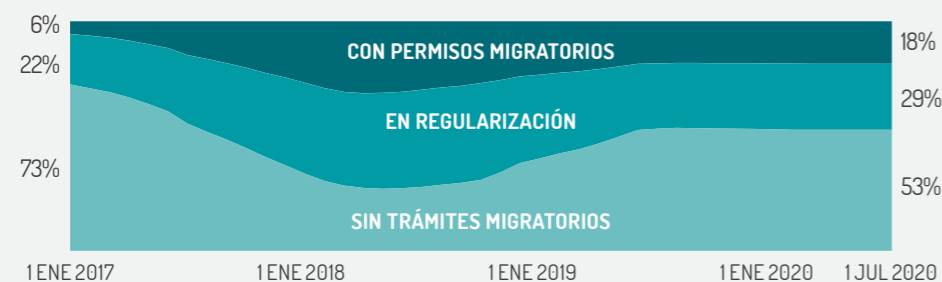 6%
CON PERMISOS MIGRATORIOS
18%
22%
29%
EN REGULARIZACIÓN
73%
53%
SIN TRÁMITES MIGRATORIOS
1 ENE 2017 1 ENE 2018 1 ENE 2019 1 ENE 2020 1 JUL 2020